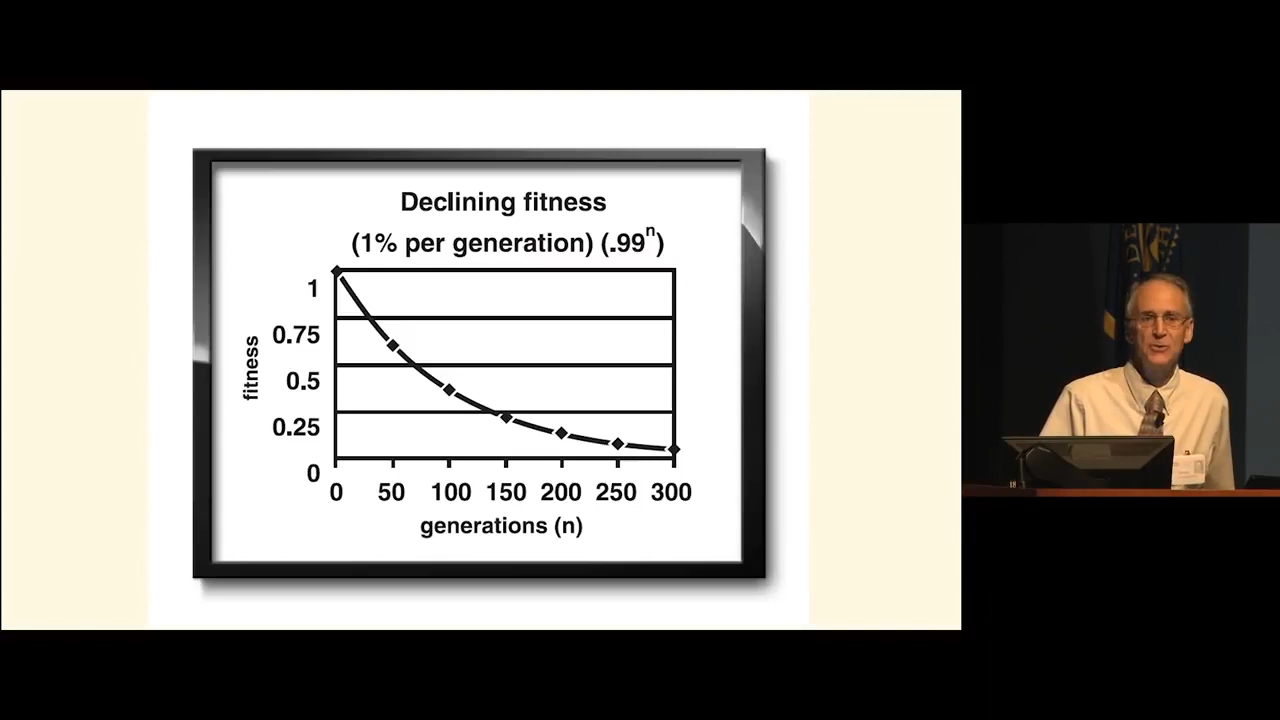 Declining fitness
(1% per generation) (.99ⁿ)
1
0.75
0.5
0.25
0
fitness
0 50 100 150 200 250 300
generations (n)